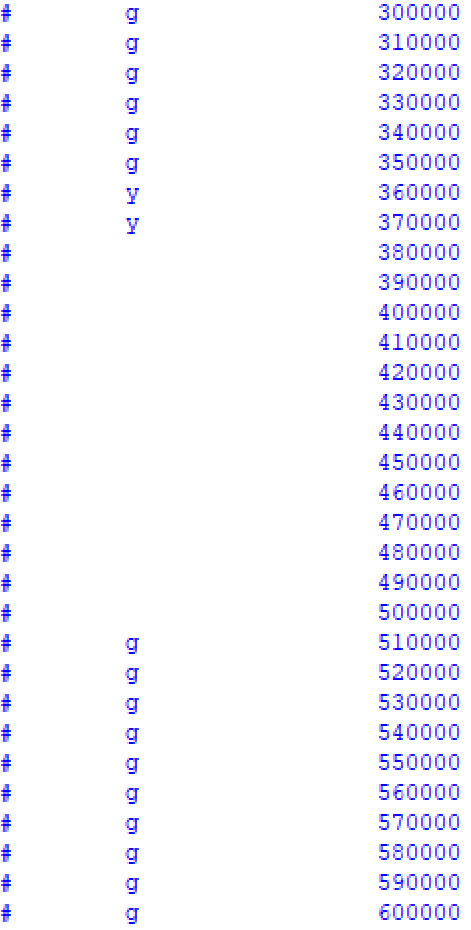 # g 300000
# g 310000
# g 320000
# g 330000
# g 340000
# g 350000
# y 360000
# y 370000
# 380000
# 390000
# 400000
# 410000
# 420000
# 430000
# 440000
# 450000
# 460000
# 470000
# 480000
# 490000
# 500000
# g 510000
# g 520000
# g 530000
# g 540000
# g 550000
# g 560000
# g 570000
# g 580000
# g 590000
# g 600000